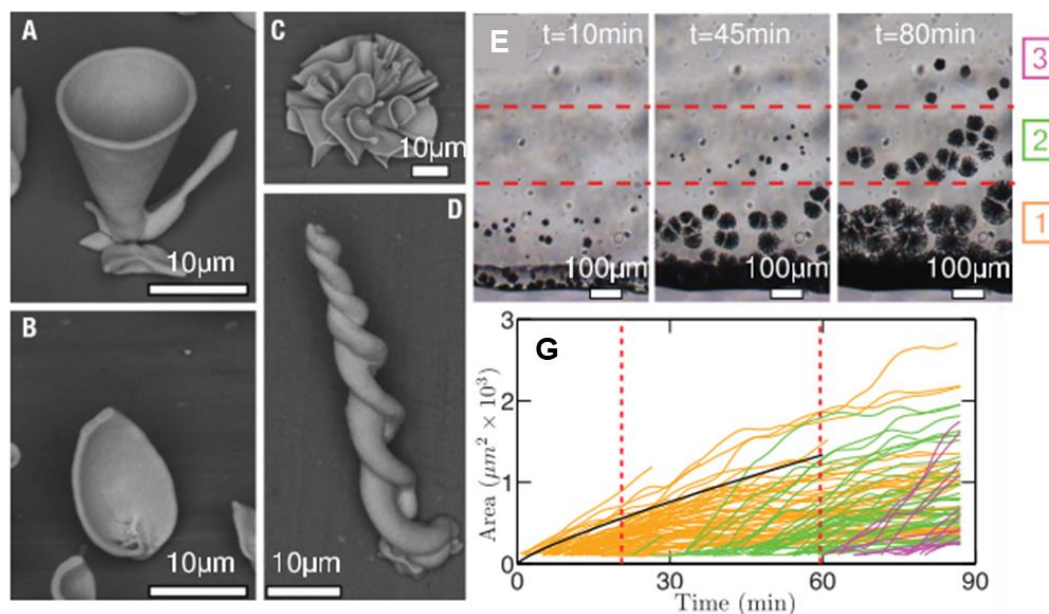 A
10µm
B
10µm
C
10µm
D
10µm
E
t=10min
t=45min
t=80min
100µm
100µm
100µm
3
2
1
G
Area (µm² × 10³)
3
2
1
0
0
30
60
90
Time (min)